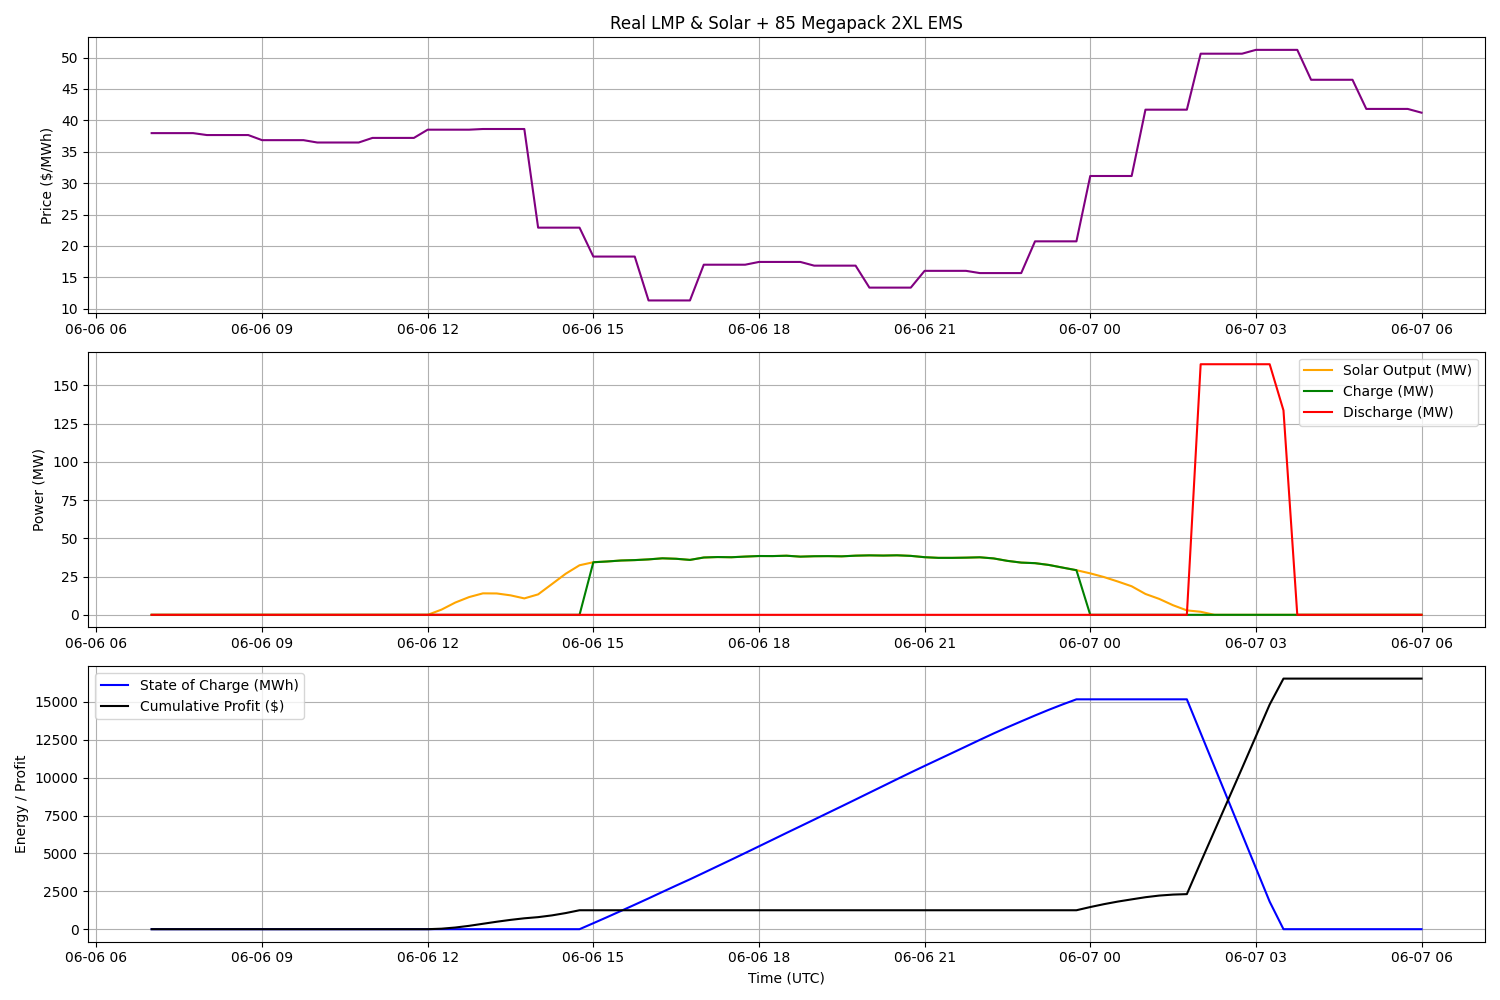 Real LMP & Solar + 85 Megapack 2XL EMS
Price ($/MWh)
50
45
40
35
30
25
20
15
10
06-06 06 06-06 09 06-06 12 06-06 15 06-06 18 06-06 21 06-07 00 06-07 03 06-07 06
Power (MW)
150
125
100
75
50
25
0
Solar Output (MW)
Charge (MW)
Discharge (MW)
06-06 06 06-06 09 06-06 12 06-06 15 06-06 18 06-06 21 06-07 00 06-07 03 06-07 06
Energy / Profit
15000
12500
10000
7500
5000
2500
0
State of Charge (MWh)
Cumulative Profit ($)
06-06 06 06-06 09 06-06 12 06-06 15 06-06 18 06-06 21 06-07 00 06-07 03 06-07 06
Time (UTC)